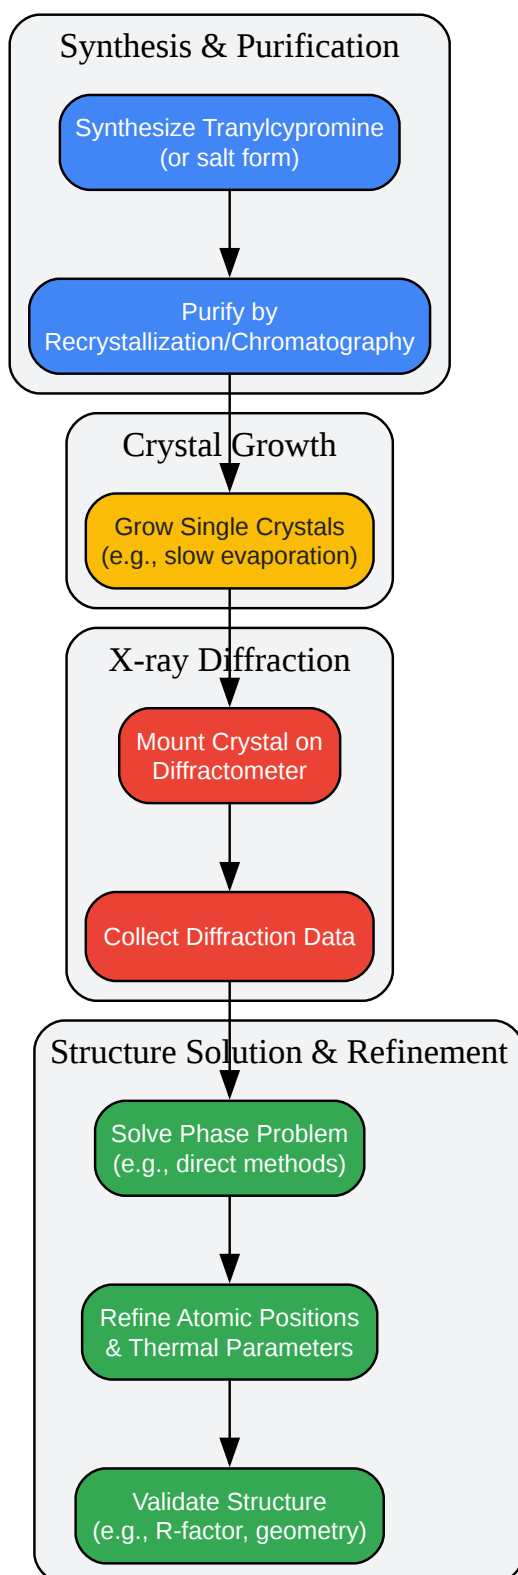 Synthesis & Purification
Synthesize Tranylcypromine
(or salt form)
Purify by
Recrystallization/Chromatography
Crystal Growth
Grow Single Crystals
(e.g., slow evaporation)
X-ray Diffraction
Mount Crystal on
Diffractometer
Collect Diffraction Data
Structure Solution & Refinement
Solve Phase Problem
(e.g., direct methods)
Refine Atomic Positions
& Thermal Parameters
Validate Structure
(e.g., R-factor, geometry)